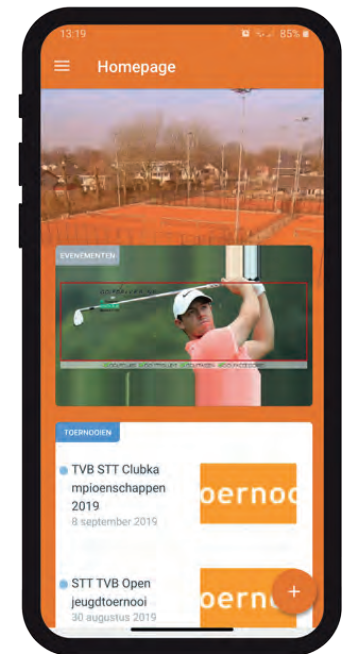 13:19
85%
Homepage
EVENEMENTEN
TOERNOOIEN
TVB STT Clubka
mpioenschappen
2019
8 september 2019
oernoo
STT TVB Open
jeugdtoernooi
30 augustus 2019
oern
+